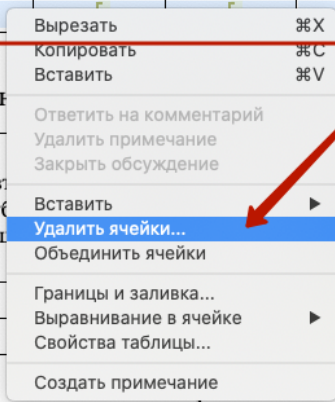 Вырезать ⌘X
Копировать ⌘C
Вставить ⌘V
Ответить на комментарий
Удалить примечание
Закрыть обсуждение
Вставить ▶
Удалить ячейки...
Объединить ячейки
Границы и заливка...
Выравнивание в ячейке ▶
Свойства таблицы...
Создать примечание